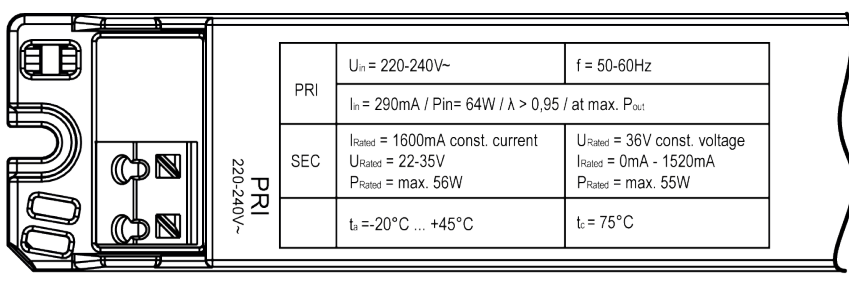 PRI
220-240V~
PRI
Uin = 220-240V~
f = 50-60Hz
Iin = 290mA / Pin= 64W / λ > 0,95 / at max. Pout
SEC
IRated = 1600mA const. current
URated = 22-35V
PRated = max. 56W
URated = 36V const. voltage
IRated = 0mA - 1520mA
PRated = max. 55W
ta =-20°C ... +45°C
tc = 75°C